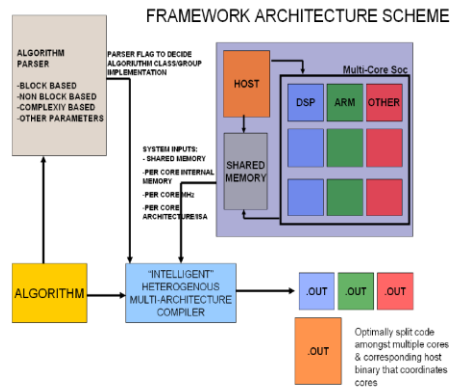 FRAMEWORK ARCHITECTURE SCHEME
ALGORITHM
PARSER
-BLOCK BASED
-NON BLOCK BASED
-COMPLEXIY BASED
-OTHER PARAMETERS
PARSER FLAG TO DECIDE
ALGORIUTHM CLASS/GROUP
IMPLEMENTATION
HOST
Multi-Core Soc
DSP
ARM
OTHER
SHARED
MEMORY
SYSTEM INPUTS:
- SHARED MEMORY
-PER CORE INTERNAL
MEMORY
-PER CORE MHz
-PER CORE
ARCHITECTURE/ISA
ALGORITHM
"INTELLIGENT"
HETEROGENOUS
MULTI-ARCHITECTURE
COMPILER
.OUT
.OUT
.OUT
.OUT
Optimally split code
amongst multiple cores
& corresponding host
binary that coordinates
cores